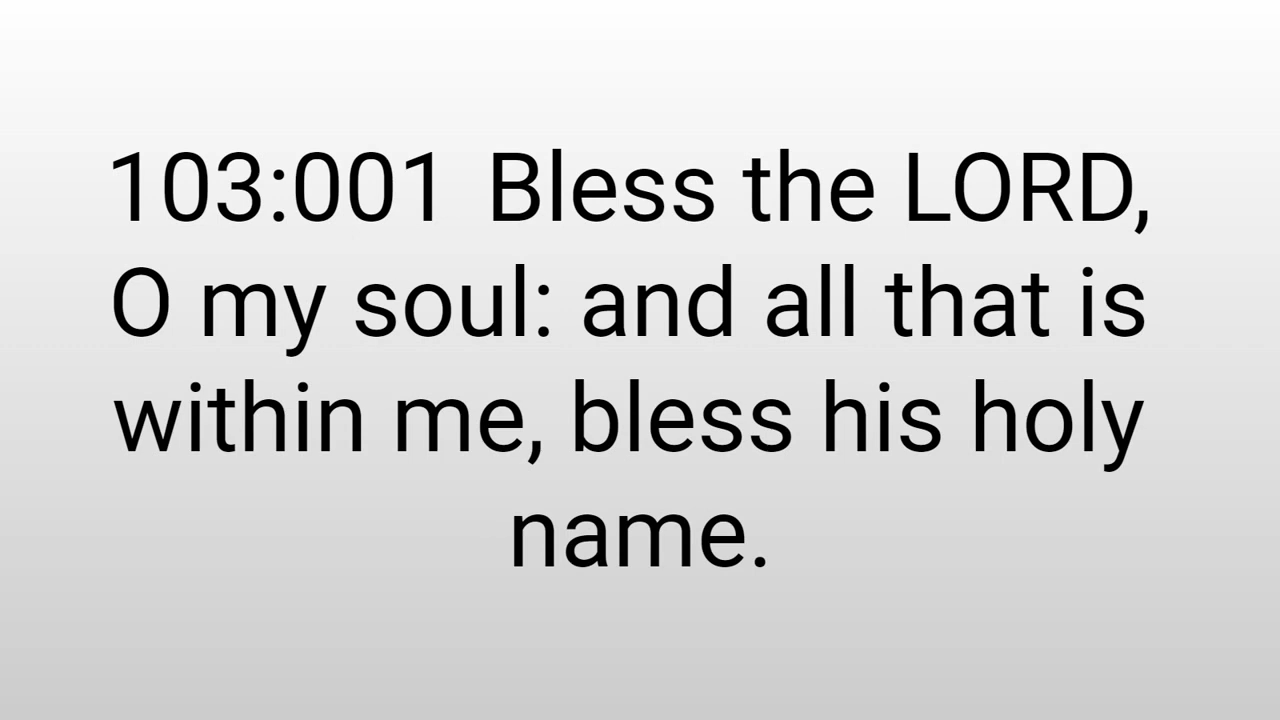 103:001 Bless the LORD,
O my soul: and all that is
within me, bless his holy
name.